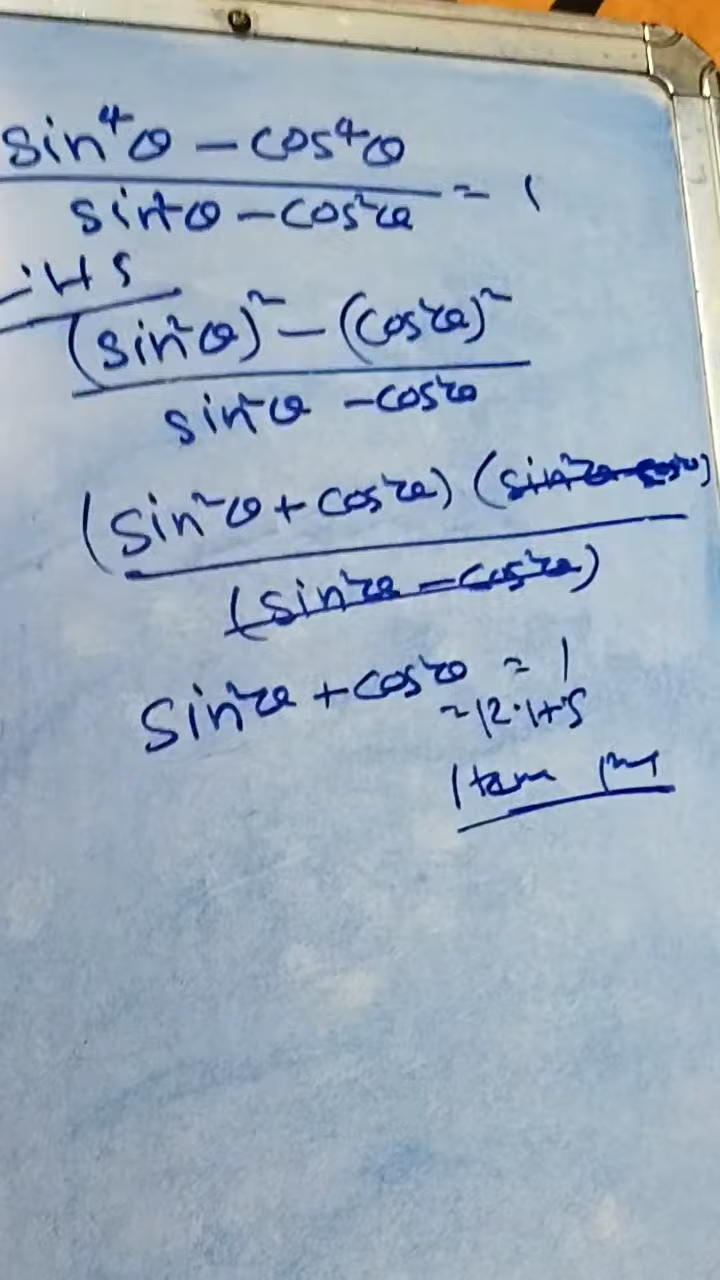 sin⁴θ − cos⁴θ
sin²θ − cos²θ = 1
LHS
(sin²θ)² − (cos²θ)²
sin²θ − cos²θ
(sin²θ + cos²θ) (sin²θ − cos²θ)
(sin²θ − cos²θ)
sin²θ + cos²θ = 1
= R.H.S